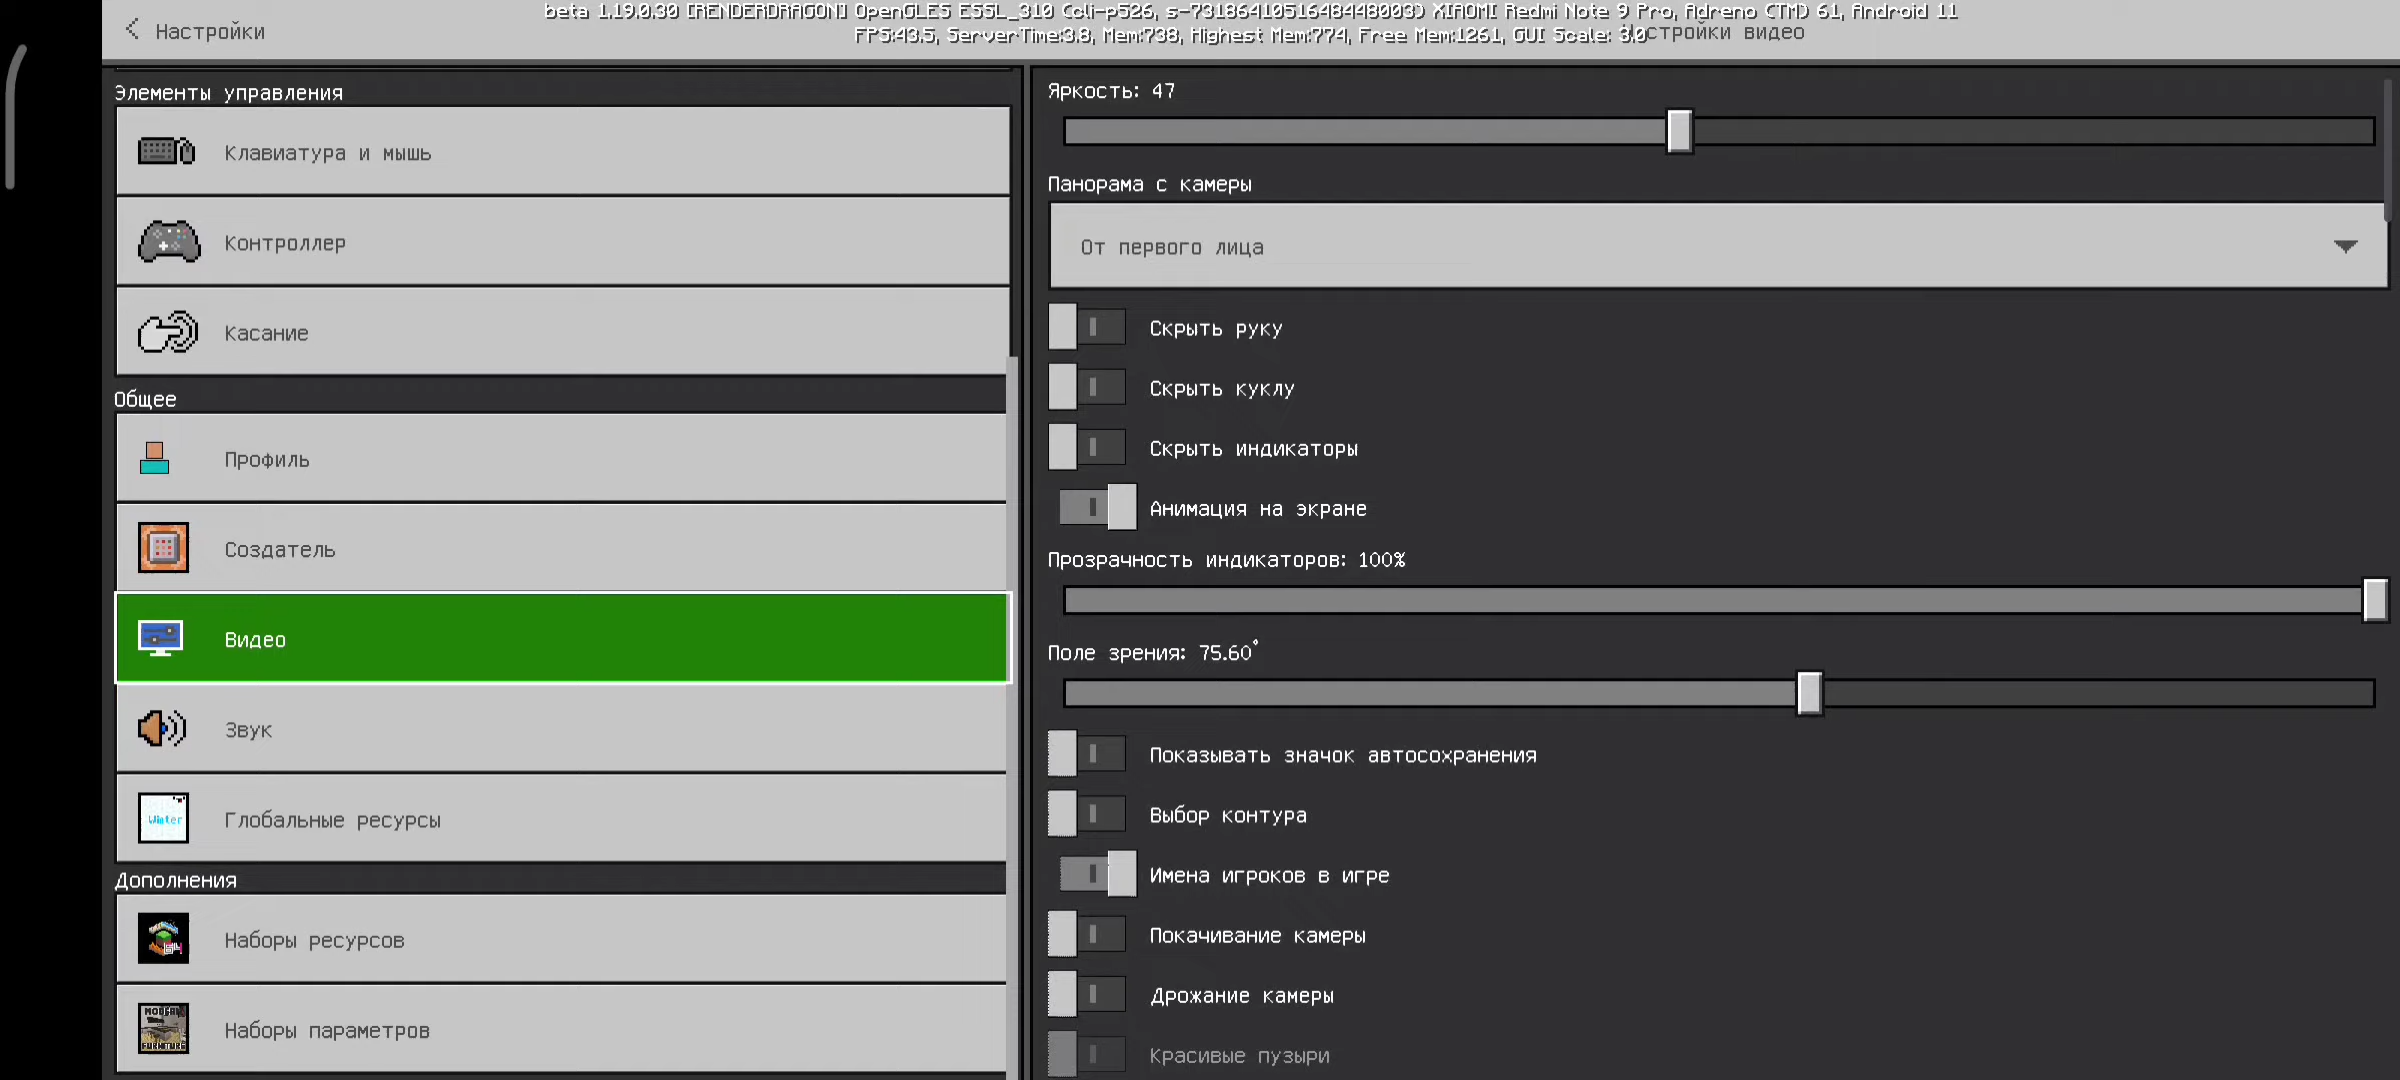 beta 1.19.0.30 [RENDERDRAGON] OpenGLES ESSL_310 (cli-p526, s-7318641051648448003) XIAOMI Redmi Note 9 Pro, Adreno (TM) 61, Android 11
FPS:43.5, ServerTime:3.8, Mem:738, Highest Mem:774, Free Mem:1261, GUI Scale: 3.0
Настройки
стройки видео
Элементы управления
Клавиатура и мышь
Контроллер
Касание
Общее
Профиль
Создатель
Видео
Звук
Winter
Глобальные ресурсы
Дополнения
Наборы ресурсов
MODERN
FURNITURE
Наборы параметров
Яркость: 47
Панорама с камеры
От первого лица
Скрыть руку
Скрыть куклу
Скрыть индикаторы
Анимация на экране
Прозрачность индикаторов: 100%
Поле зрения: 75.60°
Показывать значок автосохранения
Выбор контура
Имена игроков в игре
Покачивание камеры
Дрожание камеры
Красивые пузыри